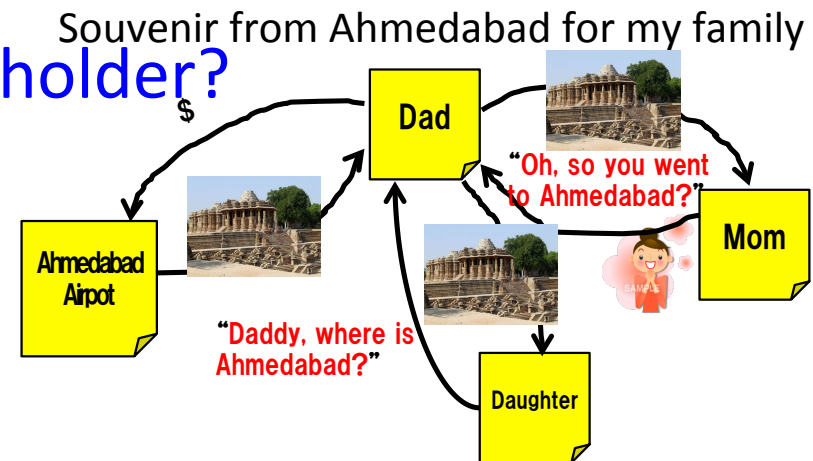 Souvenir from Ahmedabad for my family
holder?
$
Dad
“Oh, so you went
to Ahmedabad?”
Mom
Ahmedabad
Airpot
SAMPLE
“Daddy, where is
Ahmedabad?”
Daughter